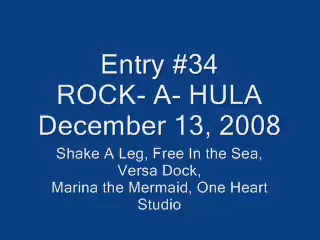 Entry #34
ROCK- A- HULA
December 13, 2008
Shake A Leg, Free In the Sea,
Versa Dock,
Marina the Mermaid, One Heart
Studio